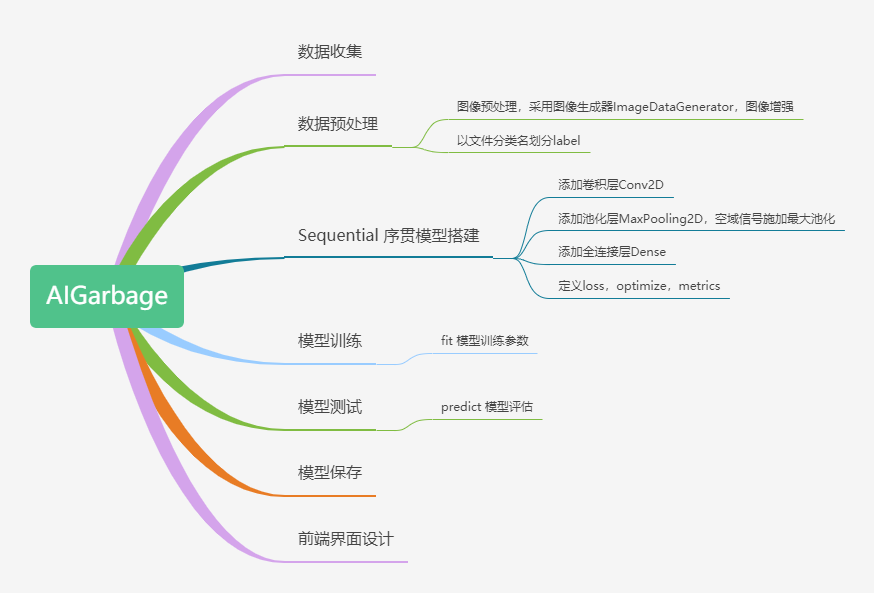 AIGarbage
数据收集
数据预处理
图像预处理，采用图像生成器ImageDataGenerator，图像增强
以文件分类名划分label
Sequential 序贯模型搭建
添加卷积层Conv2D
添加池化层MaxPooling2D，空域信号施加最大池化
添加全连接层Dense
定义loss，optimize，metrics
模型训练
fit 模型训练参数
模型测试
predict 模型评估
模型保存
前端界面设计